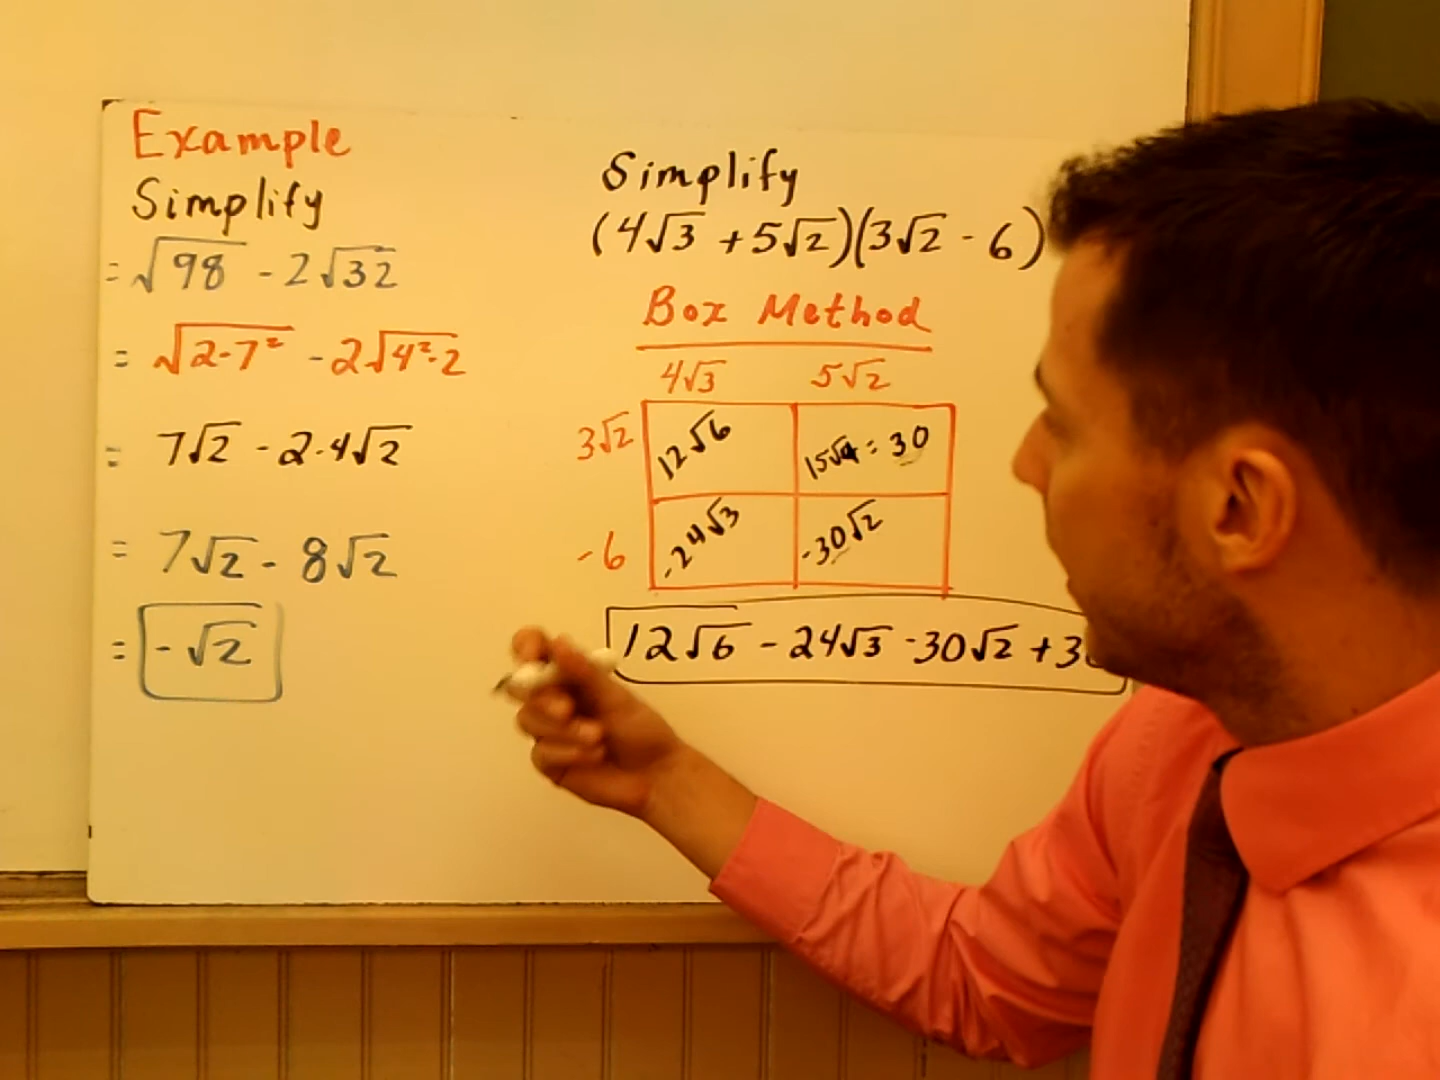 Example
Simplify
= √98 - 2√32
= √2·7² - 2√4²·2
= 7√2 - 2·4√2
= 7√2 - 8√2
= -√2
Simplify
(4√3 + 5√2)(3√2 - 6)
Box Method
4√3 5√2
3√2 12√6 15√4 = 30
-6 -24√3 -30√2
12√6 - 24√3 -30√2 + 3